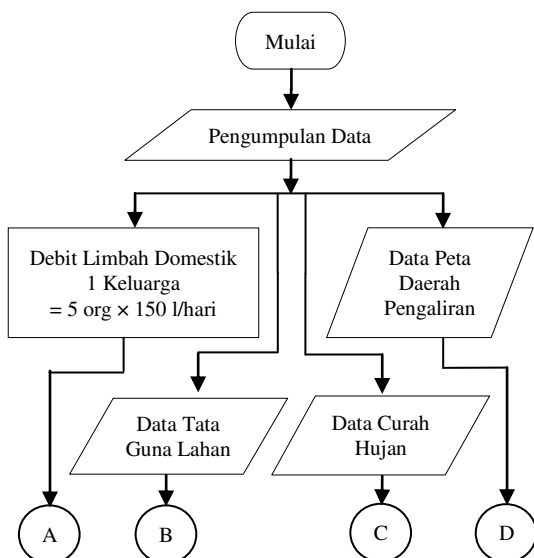 Mulai
Pengumpulan Data
Debit Limbah Domestik
1 Keluarga
= 5 org × 150 l/hari
Data Peta
Daerah
Pengaliran
Data Tata
Guna Lahan
Data Curah
Hujan
A
B
C
D